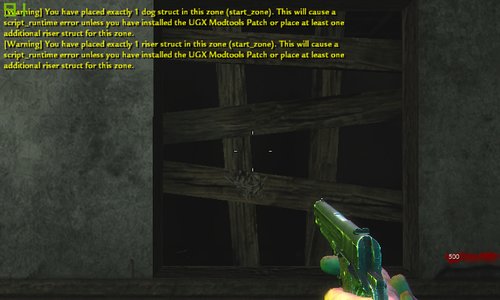 [Warning] You have placed exactly 1 dog struct in this zone (start_zone). This will cause a
script_runtime error unless you have installed the UGX Modtools Patch or place at least one
additional riser struct for this zone.
[Warning] You have placed exactly 1 riser struct in this zone (start_zone). This will cause a
script_runtime error unless you have installed the UGX Modtools Patch or place at least one
additional riser struct for this zone.
500